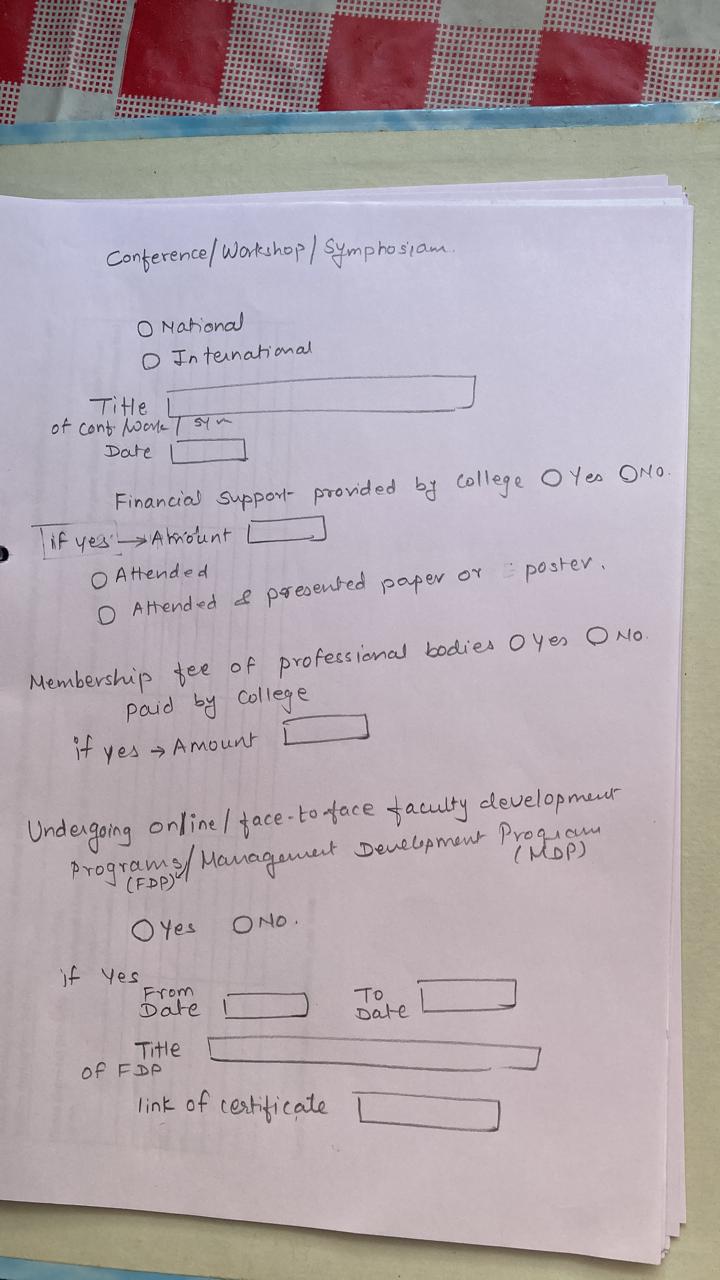 Conference/Workshop/Symphosiam.
National
International
Title
of Conf/Work/Sym
Date
Financial support provided by college Yes No.
if yes → Amount
Attended
Attended & presented paper or poster.
Membership fee of professional bodies Yes No.
paid by College
if yes → Amount
Undergoing online/face-to-face faculty development
programs/Management Development Program
(FDP) (MDP)
Yes No.
if Yes
From To
Date Date
Title
of FDP
link of certificate